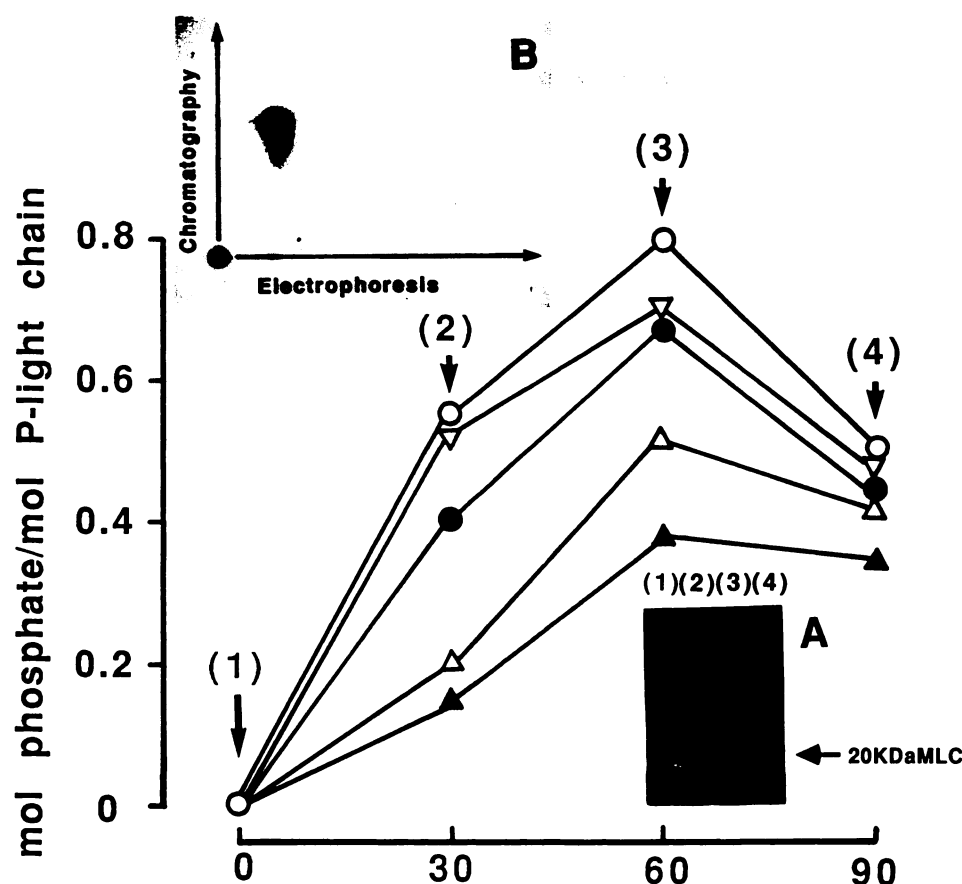 B
Chromatography
Electrophoresis
mol phosphate/mol P-light chain
0.8
0.6
0.4
0.2
0
(1)
(2)
(3)
(4)
(1)(2)(3)(4)
A
20KDaMLC
0 30 60 90